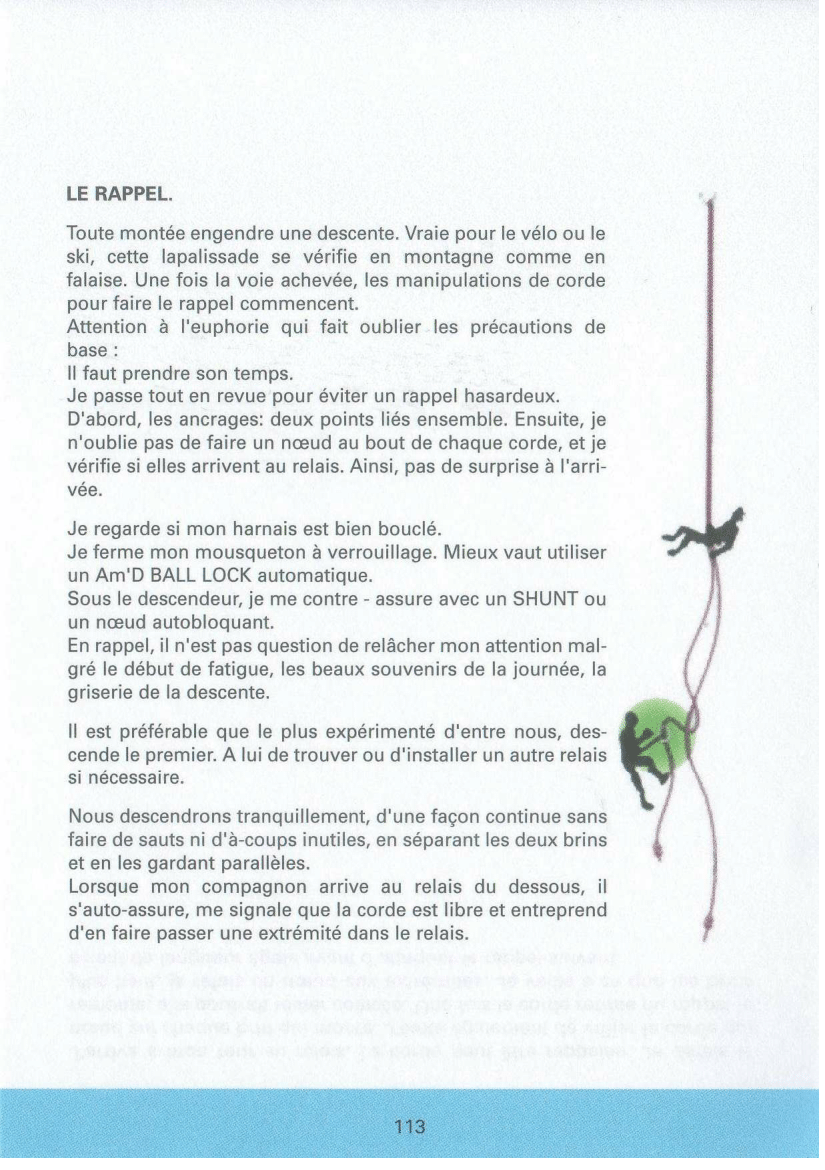 LE RAPPEL.
Toute montée engendre une descente. Vraie pour le vélo ou le
ski, cette lapalissade se vérifie en montagne comme en
falaise. Une fois la voie achevée, les manipulations de corde
pour faire le rappel commencent.
Attention à l'euphorie qui fait oublier les précautions de
base :
Il faut prendre son temps.
Je passe tout en revue pour éviter un rappel hasardeux.
D'abord, les ancrages: deux points liés ensemble. Ensuite, je
n'oublie pas de faire un nœud au bout de chaque corde, et je
vérifie si elles arrivent au relais. Ainsi, pas de surprise à l'arri-
vée.
Je regarde si mon harnais est bien bouclé.
Je ferme mon mousqueton à verrouillage. Mieux vaut utiliser
un Am'D BALL LOCK automatique.
Sous le descendeur, je me contre - assure avec un SHUNT ou
un nœud autobloquant.
En rappel, il n'est pas question de relâcher mon attention mal-
gré le début de fatigue, les beaux souvenirs de la journée, la
griserie de la descente.
Il est préférable que le plus expérimenté d'entre nous, des-
cende le premier. A lui de trouver ou d'installer un autre relais
si nécessaire.
Nous descendrons tranquillement, d'une façon continue sans
faire de sauts ni d'à-coups inutiles, en séparant les deux brins
et en les gardant parallèles.
Lorsque mon compagnon arrive au relais du dessous, il
s'auto-assure, me signale que la corde est libre et entreprend
d'en faire passer une extrémité dans le relais.
113